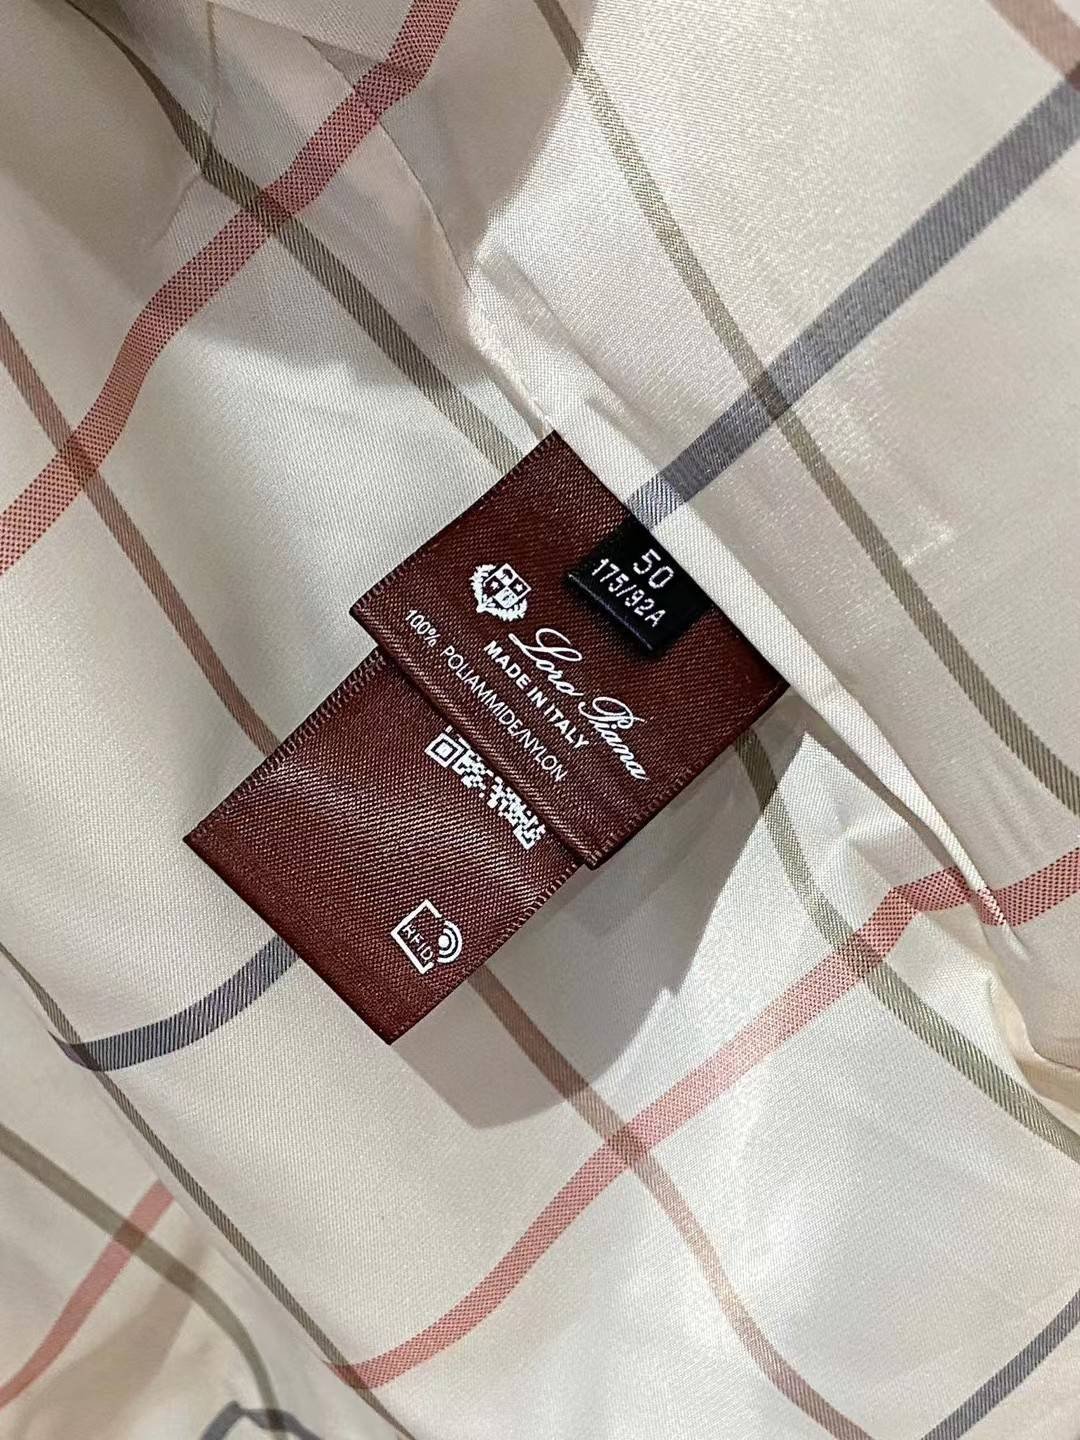 50
175/92A
Loro Piana
MADE IN ITALY
100% POLIAMMIDE/NYLON
RFID